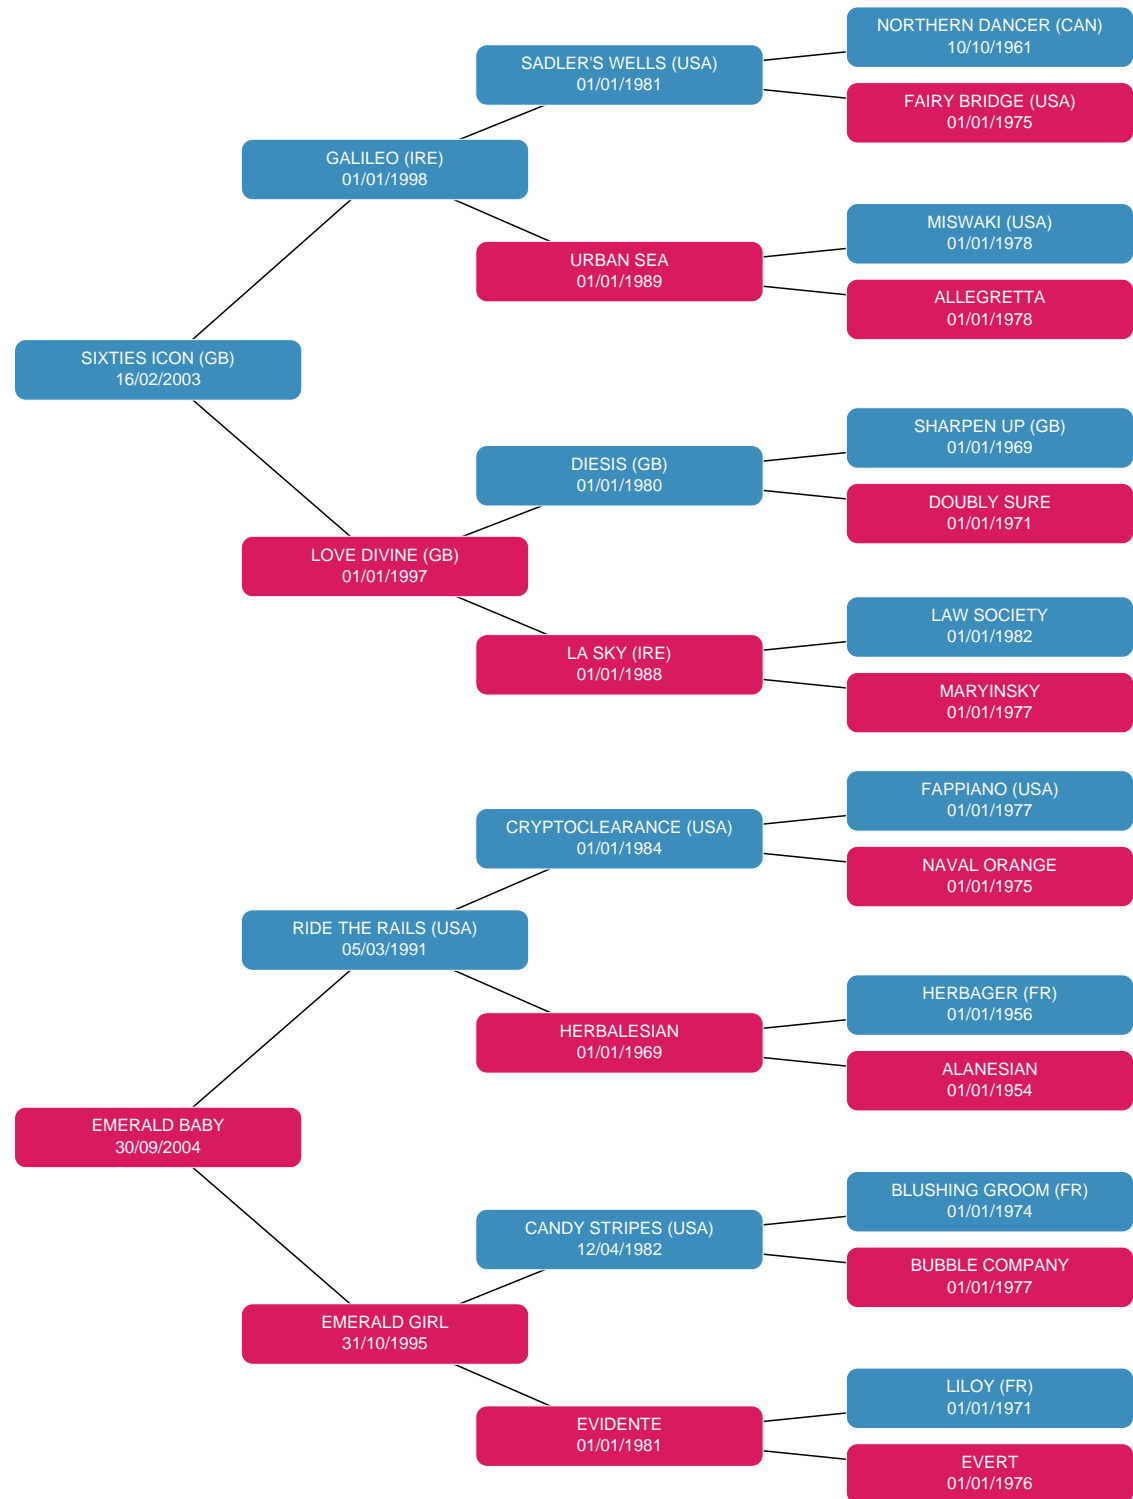 NORTHERN DANCER (CAN)
10/10/1961
SADLER'S WELLS (USA)
01/01/1981
FAIRY BRIDGE (USA)
01/01/1975
GALILEO (IRE)
01/01/1998
MISWAKI (USA)
01/01/1978
URBAN SEA
01/01/1989
ALLEGRETTA
01/01/1978
SIXTIES ICON (GB)
16/02/2003
SHARPEN UP (GB)
01/01/1969
DIESIS (GB)
01/01/1980
DOUBLY SURE
01/01/1971
LOVE DIVINE (GB)
01/01/1997
LAW SOCIETY
01/01/1982
LA SKY (IRE)
01/01/1988
MARYINSKY
01/01/1977
FAPPIANO (USA)
01/01/1977
CRYPTOCLEARANCE (USA)
01/01/1984
NAVAL ORANGE
01/01/1975
RIDE THE RAILS (USA)
05/03/1991
HERBAGER (FR)
01/01/1956
HERBALESIAN
01/01/1969
ALANESIAN
01/01/1954
EMERALD BABY
30/09/2004
BLUSHING GROOM (FR)
01/01/1974
CANDY STRIPES (USA)
12/04/1982
BUBBLE COMPANY
01/01/1977
EMERALD GIRL
31/10/1995
LILOY (FR)
01/01/1971
EVIDENTE
01/01/1981
EVERT
01/01/1976